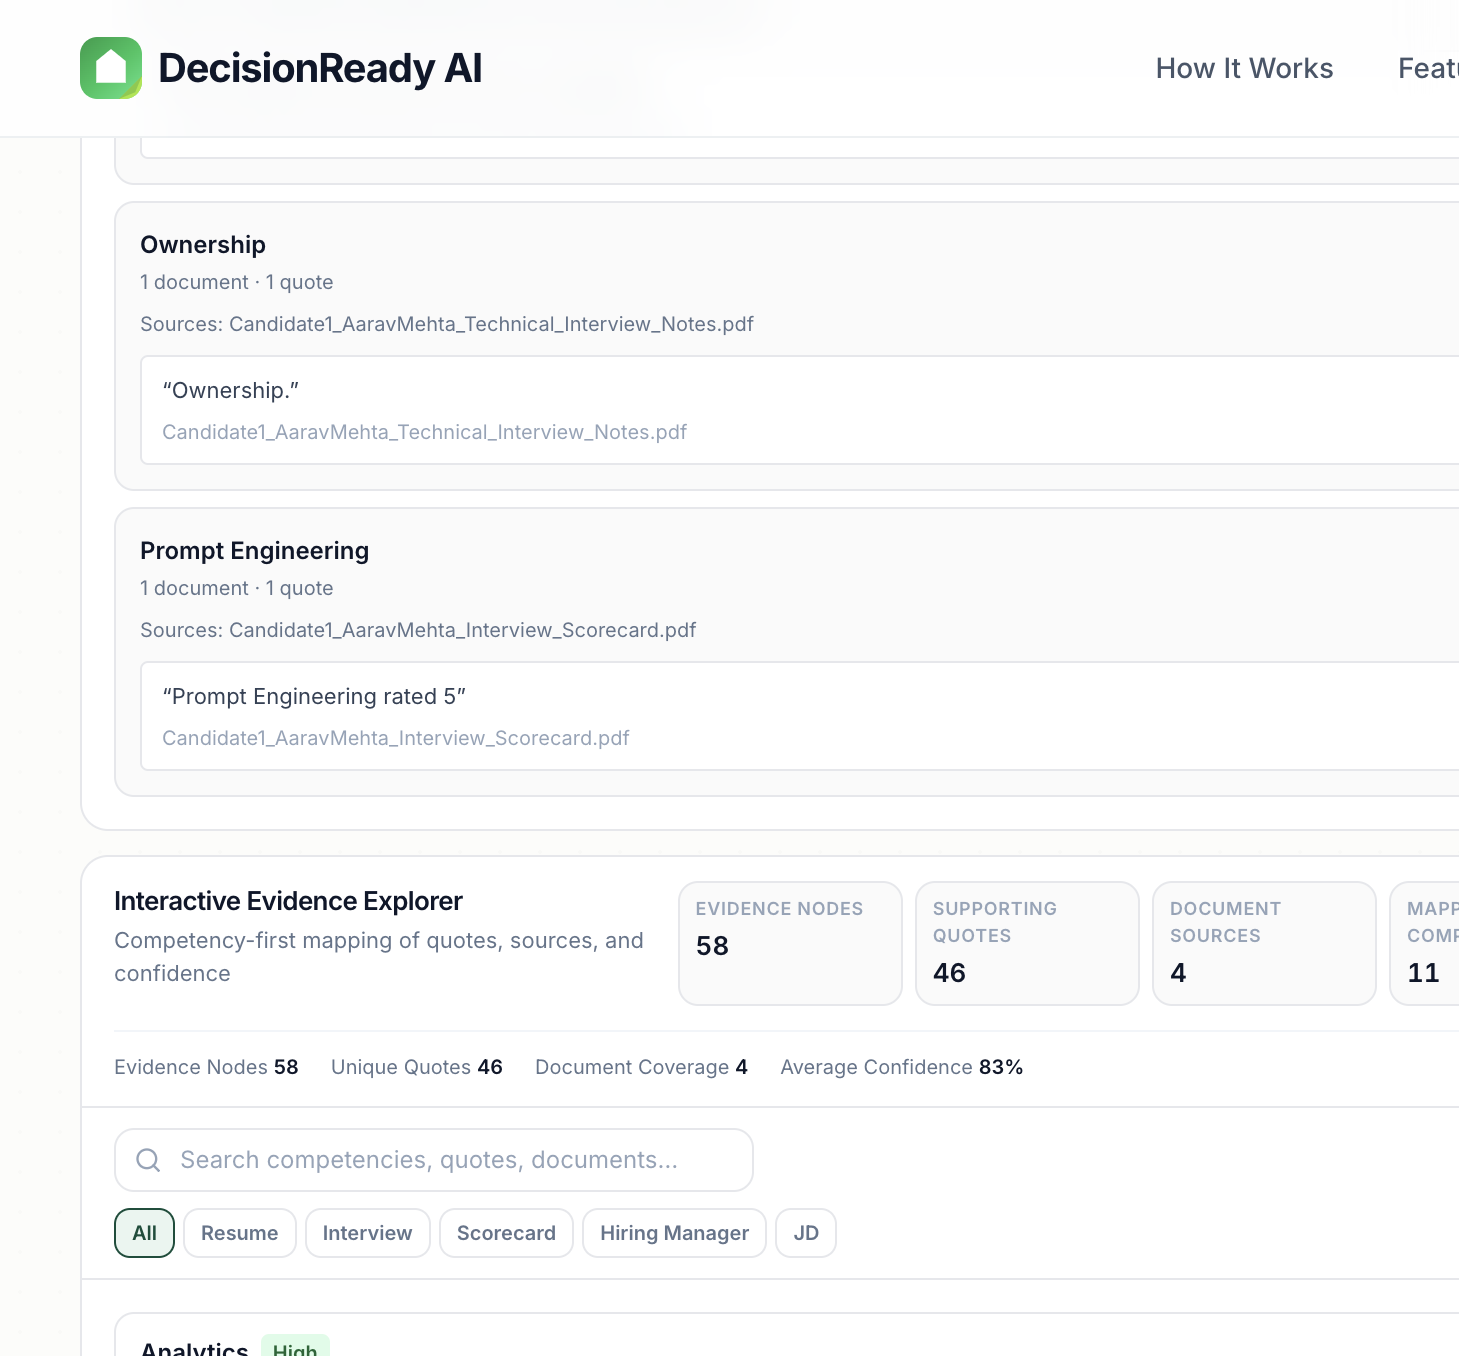 DecisionReady AI
How It Works
Ownership
1 document · 1 quote
Sources: Candidate1_AaravMehta_Technical_Interview_Notes.pdf
“Ownership.”
Candidate1_AaravMehta_Technical_Interview_Notes.pdf
Prompt Engineering
1 document · 1 quote
Sources: Candidate1_AaravMehta_Interview_Scorecard.pdf
“Prompt Engineering rated 5”
Candidate1_AaravMehta_Interview_Scorecard.pdf
Interactive Evidence Explorer
Competency-first mapping of quotes, sources, and
confidence
EVIDENCE NODES
58
SUPPORTING
QUOTES
46
DOCUMENT
SOURCES
4
11
Evidence Nodes 58 Unique Quotes 46 Document Coverage 4 Average Confidence 83%
Search competencies, quotes, documents...
All Resume Interview Scorecard Hiring Manager JD
Analytics High